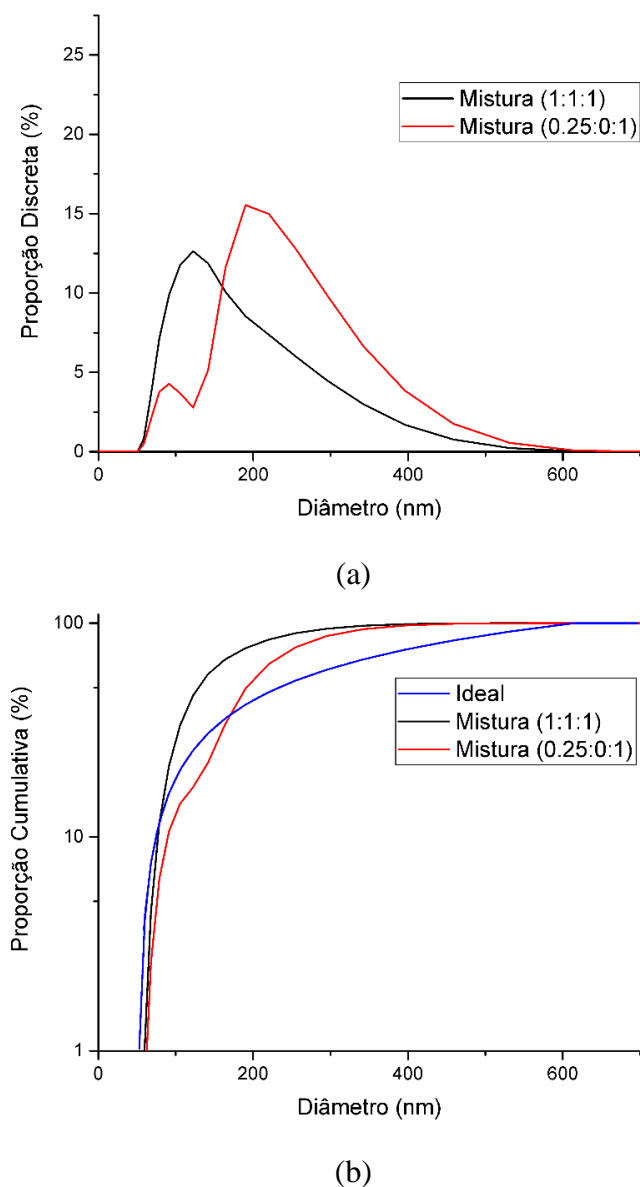 25
20
15
10
5
0
Proporção Discreta (%)
Mistura (1:1:1)
Mistura (0.25:0:1)
0 200 400 600
Diâmetro (nm)
(a)
100
10
1
Proporção Cumulativa (%)
Ideal
Mistura (1:1:1)
Mistura (0.25:0:1)
0 200 400 600
Diâmetro (nm)
(b)